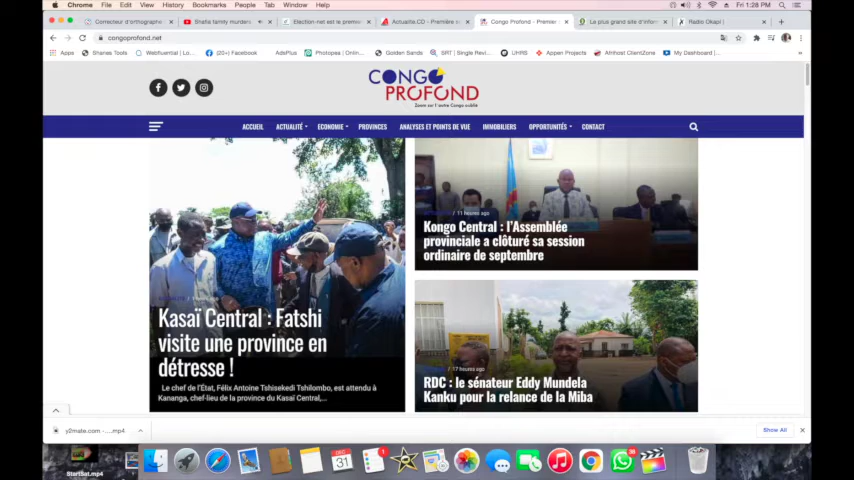 Chrome File Edit View History Bookmarks People Tab Window Help
Fri 1:28 PM
Correcteur d'orthographe
Shalla family murders
Election-net est le premier
Actualite.CD - Première s
Congo Profond - Premier
Le plus grand site d'inform
Radio Okapi |
congoprofond.net
Apps
Shanes Tools
Webfluential | Lo...
(20+) Facebook
AdsPlus
Photopea | Onlin...
Golden Sands
SRT | Single Revi...
UHRS
Appen Projects
Afrihost ClientZone
My Dashboard |...
CONGO
PROFOND
Zoom sur l'autre Congo oublié
ACCUEIL
ACTUALITÉ
ECONOMIE
PROVINCES
ANALYSES ET POINTS DE VUE
IMMOBILIERS
OPPORTUNITÉS
CONTACT
Kasaï Central : Fatshi
visite une province en
détresse !
Le chef de l'État, Félix Antoine Tshisekedi Tshilombo, est attendu à
Kananga, chef-lieu de la province du Kasaï Central,...
/ 11 heures ago
Kongo Central : l'Assemblée
provinciale a clôturé sa session
ordinaire de septembre
/ 17 heures ago
RDC : le sénateur Eddy Mundela
Kanku pour la relance de la Miba
y2mate.com - ....mp4
Show All
StartSat.mp4
31
1